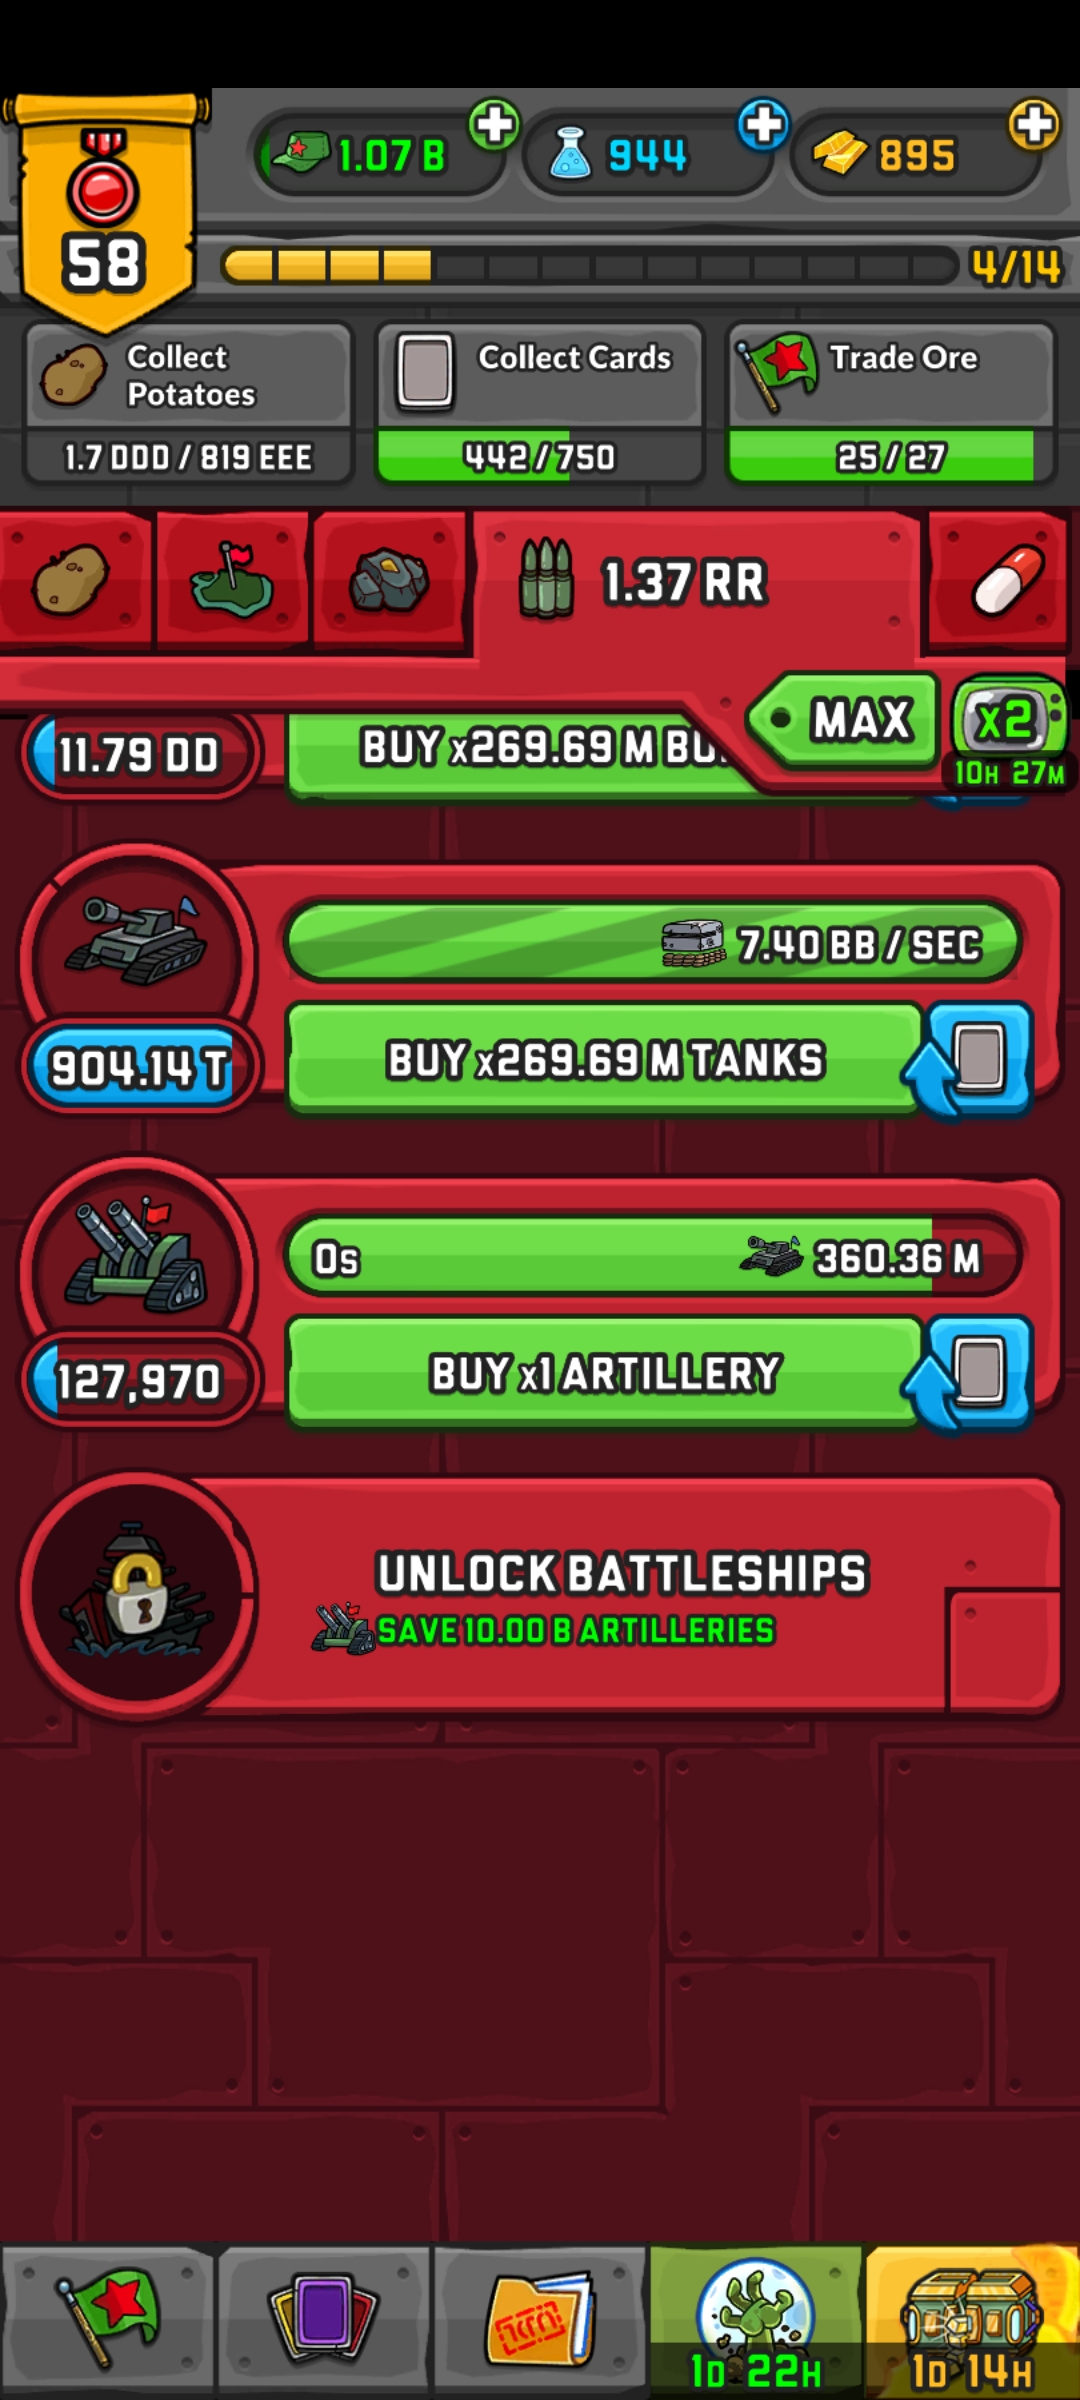 58
1.07 B
944
895
4/14
Collect
Potatoes
1.7 DDD / 819 EEE
Collect Cards
442/750
Trade Ore
25/27
1.37 RR
MAX
x2
10H 27M
11.79 DD
BUY x269.69 M BU
7.40 BB / SEC
904.14 T
BUY x269.69 M TANKS
0s
360.36 M
127,970
BUY x1 ARTILLERY
UNLOCK BATTLESHIPS
SAVE 10.00 B ARTILLERIES
1D 22H
1D 14H